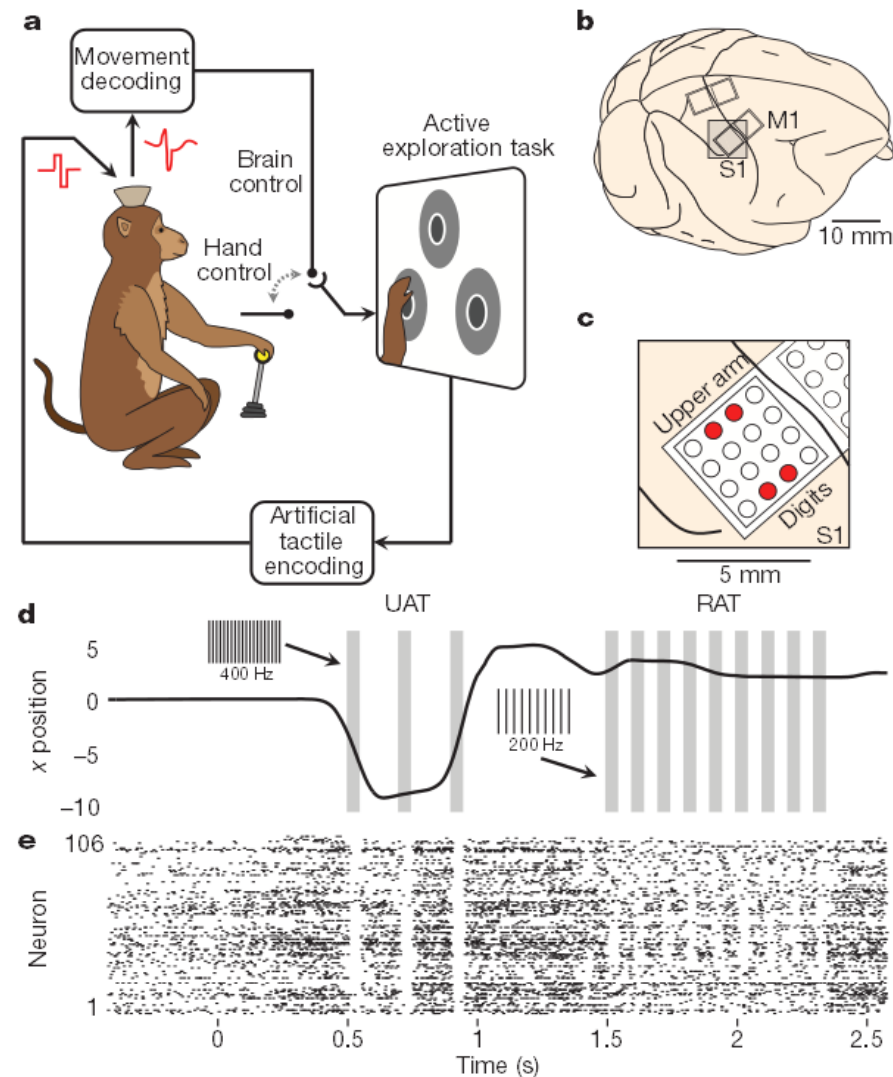 a
Movement
decoding
Brain
control
Hand
control
Active
exploration task
Artificial
tactile
encoding
b
M1
S1
10 mm
c
Upper arm
Digits
S1
5 mm
d
UAT
RAT
400 Hz
200 Hz
x position
5
0
−5
−10
e
106
Neuron
1
0 0.5 1 1.5 2 2.5
Time (s)